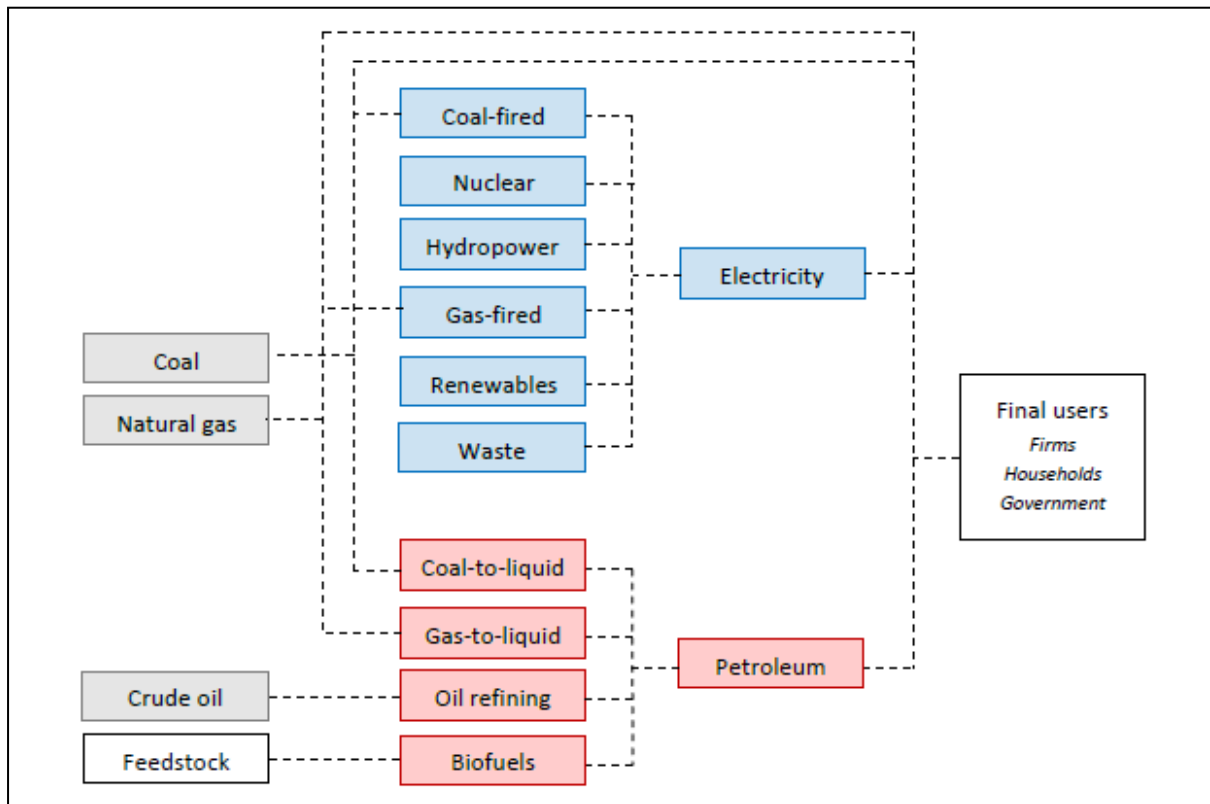 Coal-fired
Nuclear
Hydropower
Electricity
Gas-fired
Coal
Renewables
Natural gas
Waste
Final users
Firms
Households
Government
Coal-to-liquid
Gas-to-liquid
Petroleum
Crude oil
Oil refining
Feedstock
Biofuels